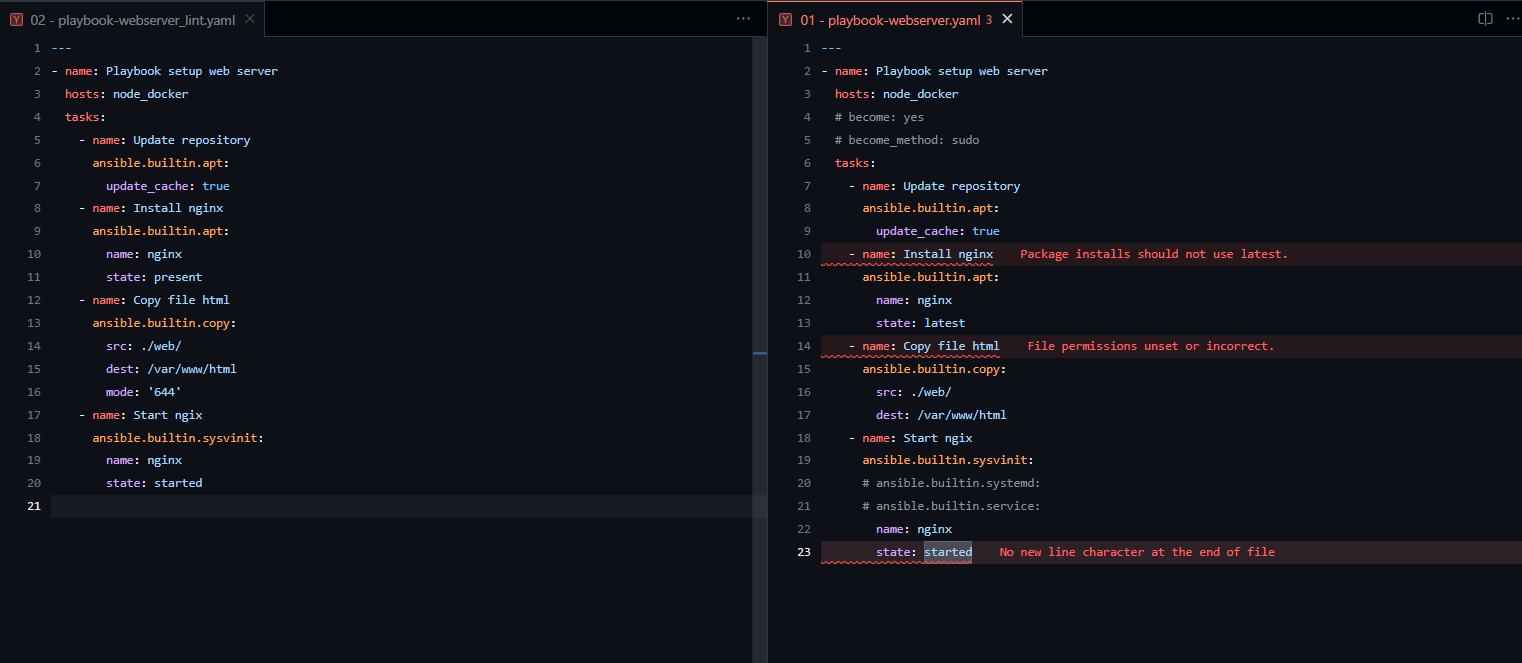 02 - playbook-webserver_lint.yaml
1 ---
2 - name: Playbook setup web server
3   hosts: node_docker
4   tasks:
5     - name: Update repository
6       ansible.builtin.apt:
7         update_cache: true
8     - name: Install nginx
9       ansible.builtin.apt:
10         name: nginx
11         state: present
12     - name: Copy file html
13       ansible.builtin.copy:
14         src: ./web/
15         dest: /var/www/html
16         mode: '644'
17     - name: Start ngix
18       ansible.builtin.sysvinit:
19         name: nginx
20         state: started
21
01 - playbook-webserver.yaml 3
1 ---
2 - name: Playbook setup web server
3   hosts: node_docker
4   # become: yes
5   # become_method: sudo
6   tasks:
7     - name: Update repository
8       ansible.builtin.apt:
9         update_cache: true
10     - name: Install nginx    Package installs should not use latest.
11       ansible.builtin.apt:
12         name: nginx
13         state: latest
14     - name: Copy file html    File permissions unset or incorrect.
15       ansible.builtin.copy:
16         src: ./web/
17         dest: /var/www/html
18     - name: Start ngix
19       ansible.builtin.sysvinit:
20       # ansible.builtin.systemd:
21       # ansible.builtin.service:
22         name: nginx
23         state: started    No new line character at the end of file